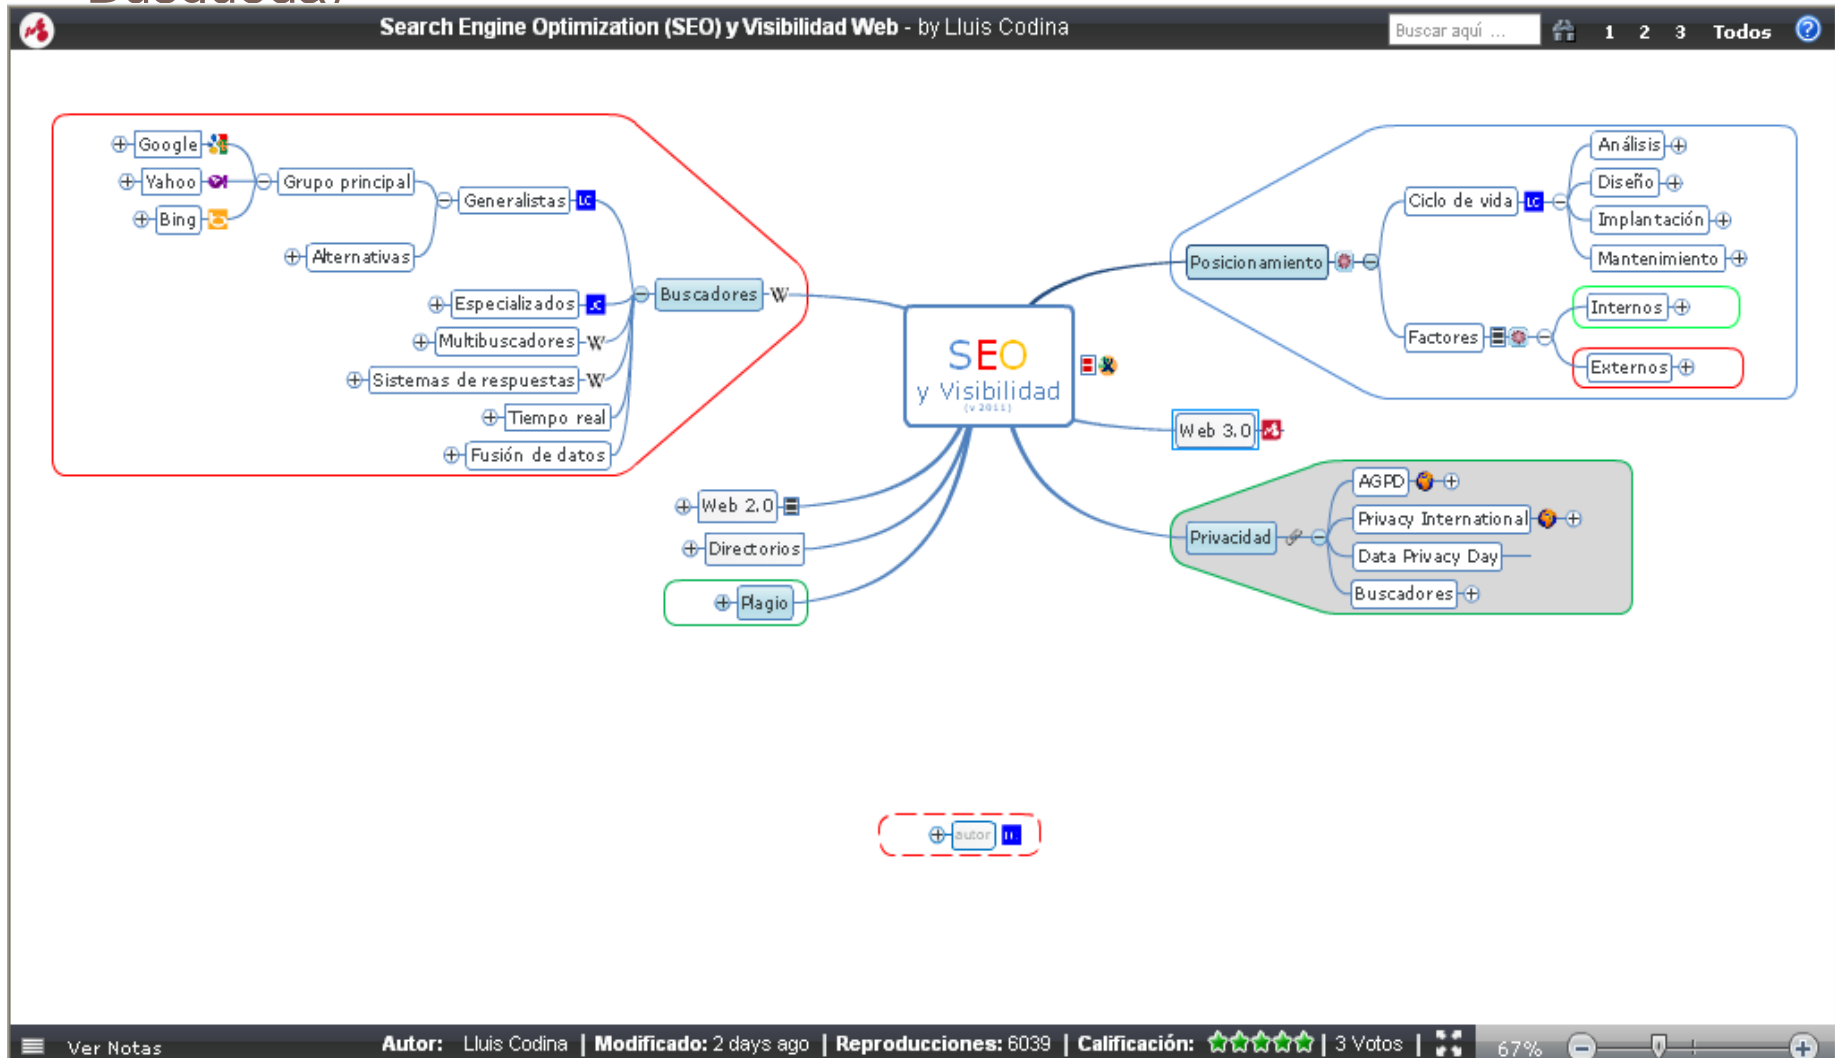 Search Engine Optimization (SEO) y Visibilidad Web - by Lluis Codina
Buscar aquí ...
1 2 3 Todos
Google
Yahoo
Bing
Grupo principal
Alternativas
Generalistas
LC
Especializados
Multibuscadores
W
Sistemas de respuestas
W
Tiempo real
Fusión de datos
Buscadores
W
SEO
y Visibilidad
(v 2011)
Web 2.0
Directorios
Plagio
Posicionamiento
Ciclo de vida
LC
Análisis
Diseño
Implantación
Mantenimiento
Factores
Internos
Externos
Web 3.0
Privacidad
AGPD
Privacy International
Data Privacy Day
Buscadores
autor
Ver Notas
Autor: Lluis Codina | Modificado: 2 days ago | Reproducciones: 6039 | Calificación: | 3 Votos |
67%